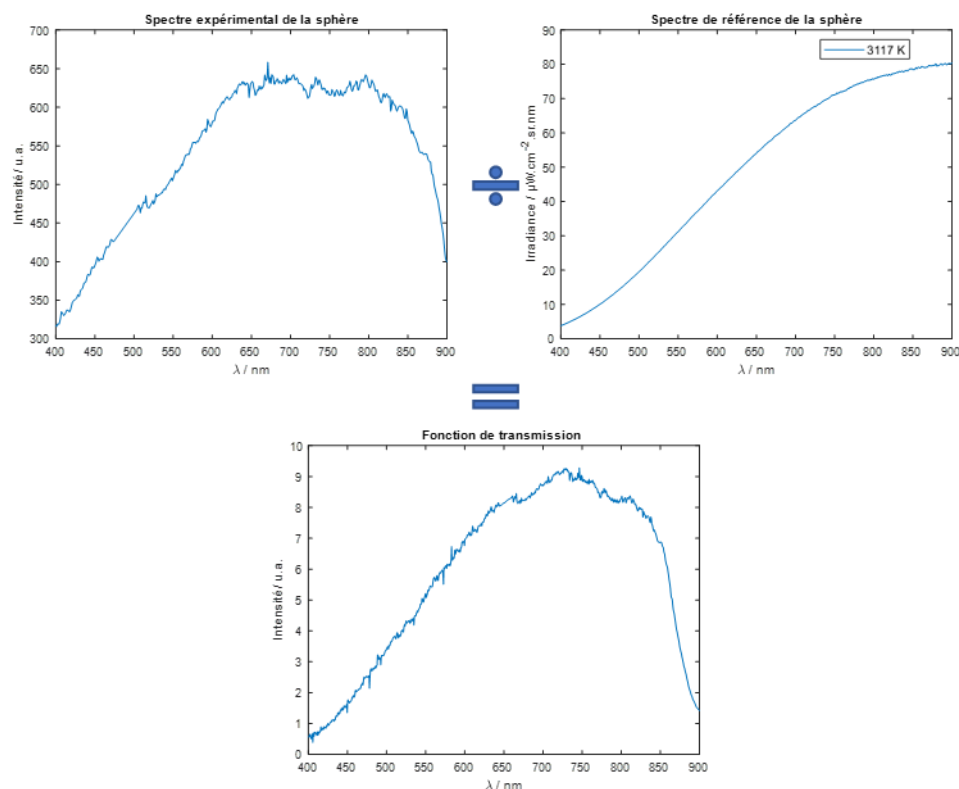 Spectre expérimental de la sphère
700
650
600
550
500
450
400
350
300
Intensité/ u.a.
400 450 500 550 600 650 700 750 800 850 900
λ / nm
Spectre de référence de la sphère
3117 K
90
80
70
60
50
40
30
20
10
0
Irradiance / µW.cm-2.sr.nm
400 450 500 550 600 650 700 750 800 850 900
λ / nm
Fonction de transmission
10
9
8
7
6
5
4
3
2
1
0
Intensité/ u.a.
400 450 500 550 600 650 700 750 800 850 900
λ / nm